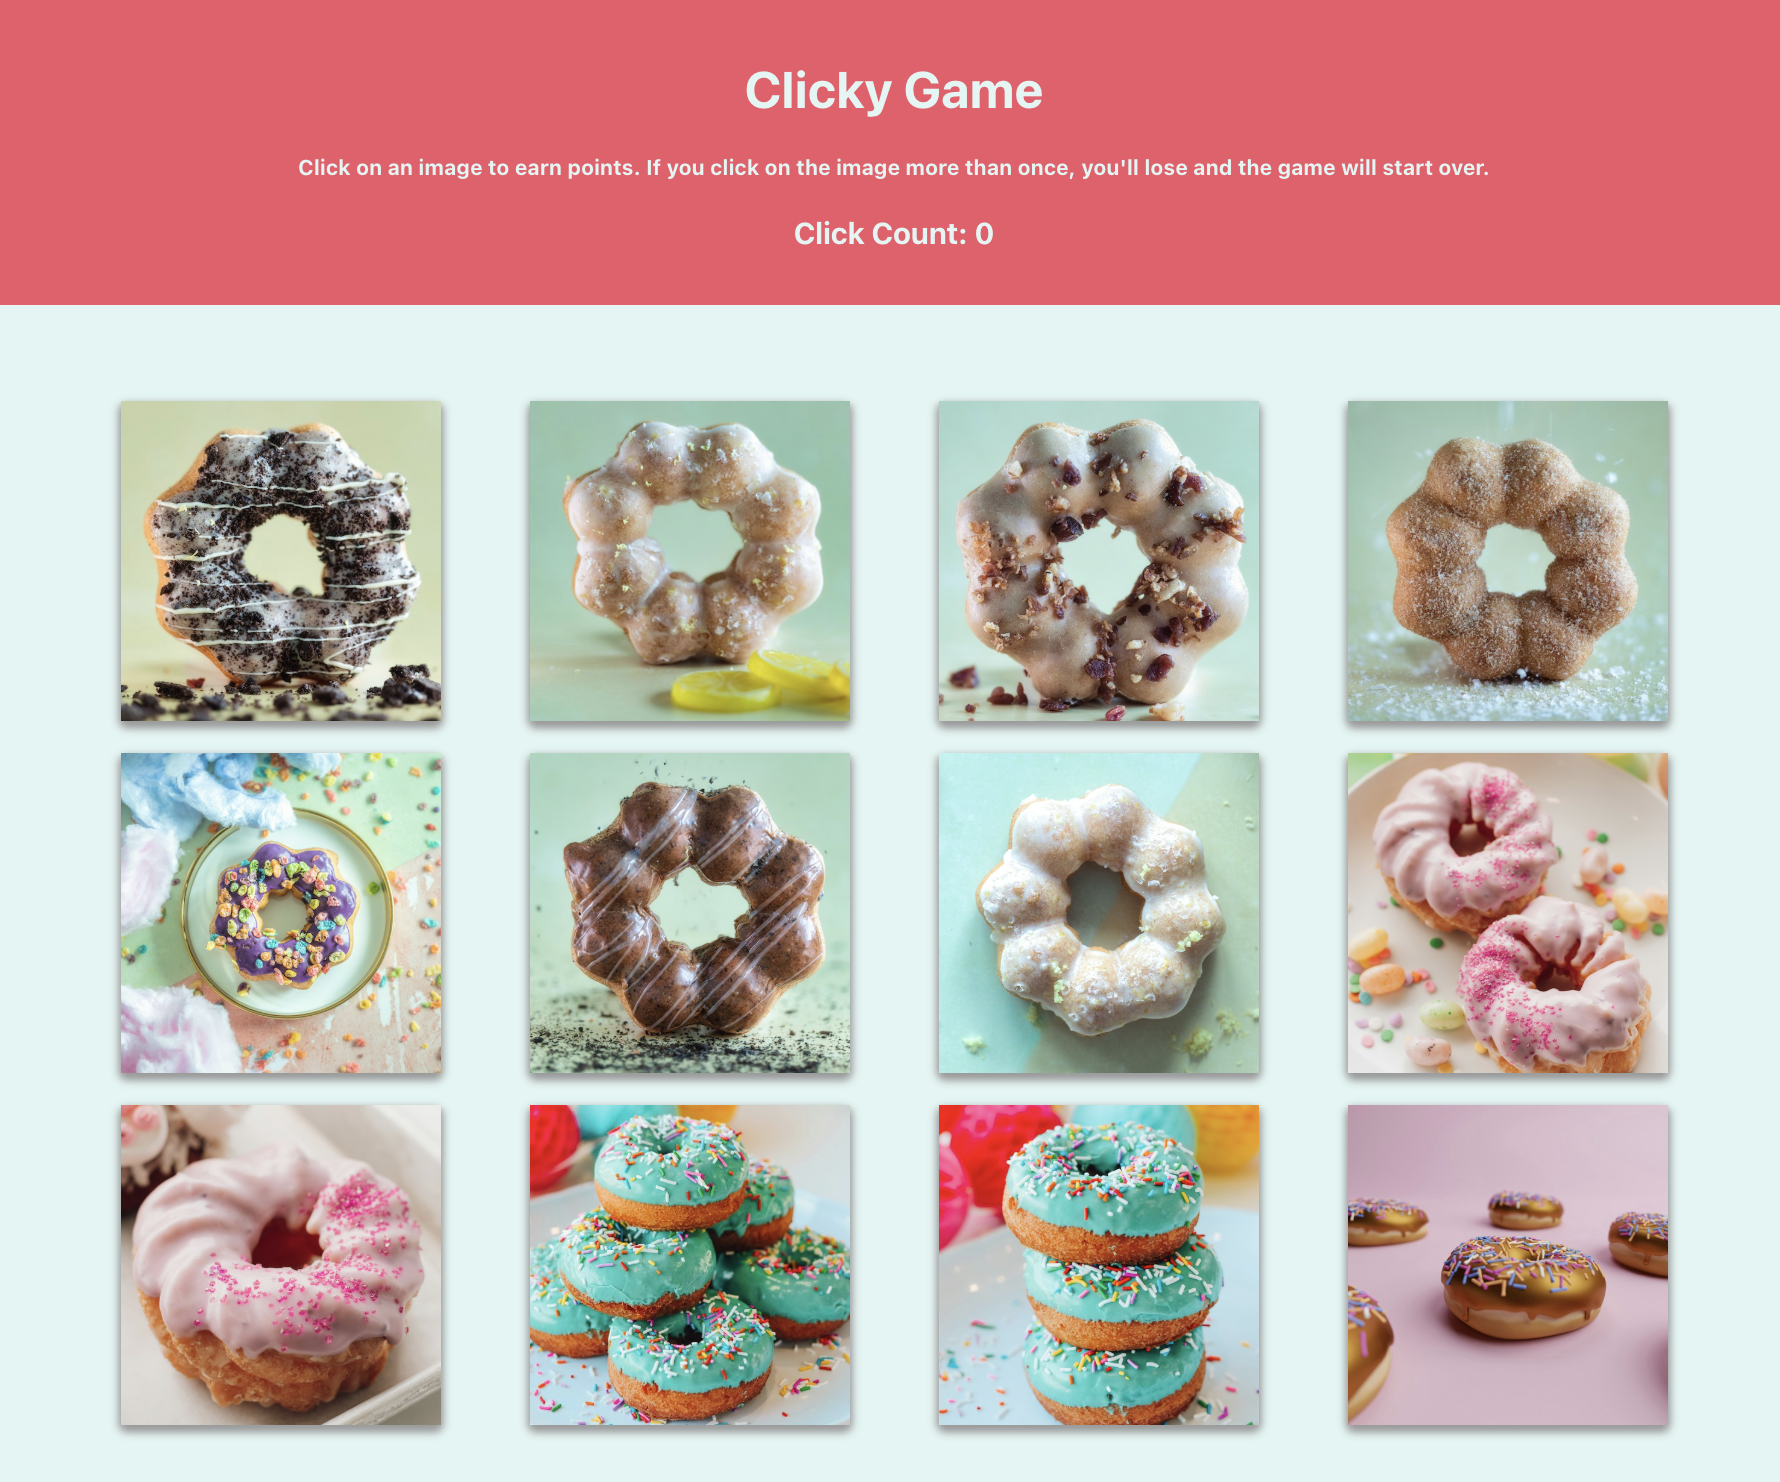 Clicky Game
Click on an image to earn points. If you click on the image more than once, you'll lose and the game will start over.
Click Count: 0